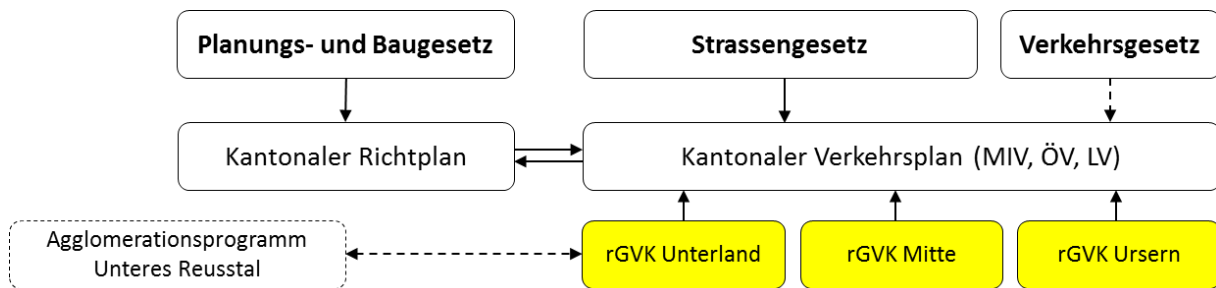 Planungs- und Baugesetz
Strassengesetz
Verkehrsgesetz
Kantonaler Richtplan
Kantonaler Verkehrsplan (MIV, ÖV, LV)
Agglomerationsprogramm
Unteres Reusstal
rGVK Unterland
rGVK Mitte
rGVK Ursern